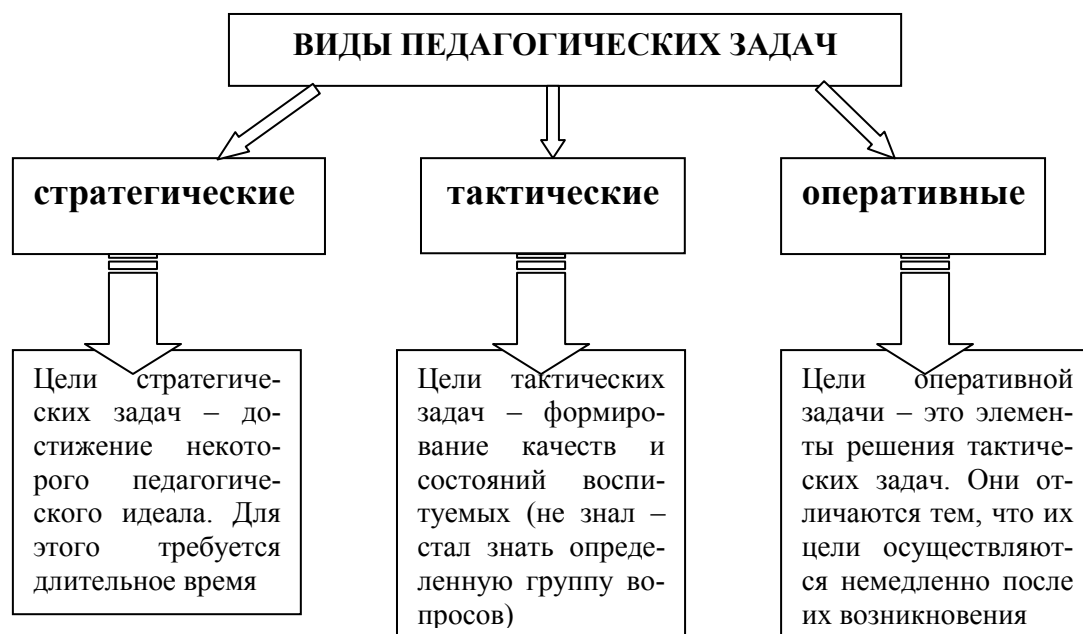 ВИДЫ ПЕДАГОГИЧЕСКИХ ЗАДАЧ
стратегические
тактические
оперативные
Цели стратегиче-
ских задач – до-
стижение некото-
рого педагогиче-
ского идеала. Для
этого требуется
длительное время
Цели тактических
задач – формиро-
вание качеств и
состояний воспи-
туемых (не знал –
стал знать опреде-
ленную группу во-
просов)
Цели оперативной
задачи – это элемен-
ты решения тактиче-
ских задач. Они от-
личаются тем, что их
цели осуществляют-
ся немедленно после
их возникновения